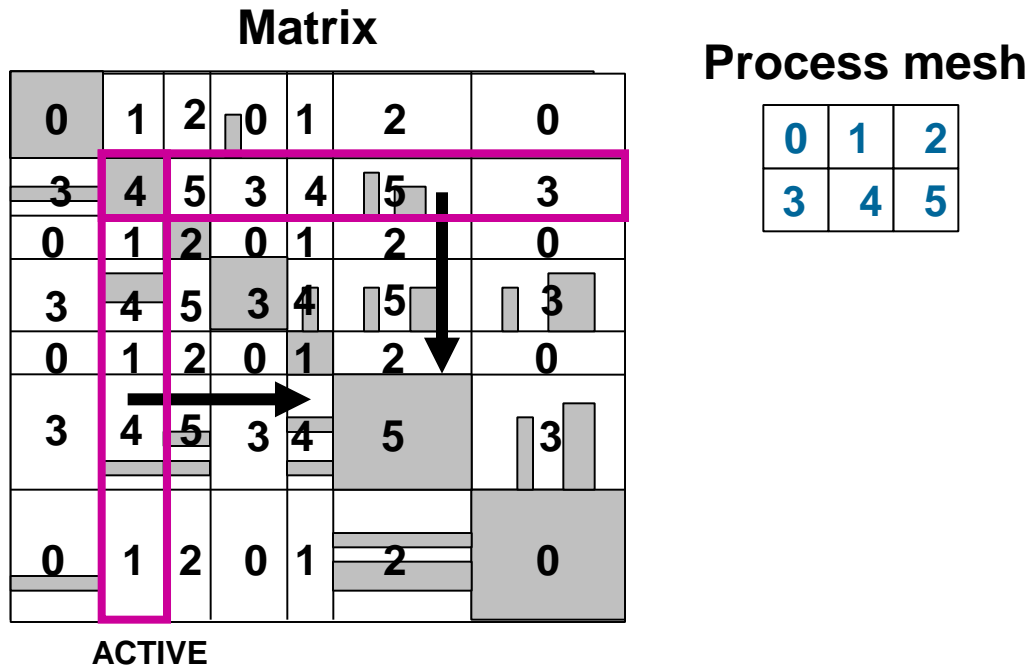 Matrix
Process mesh
0 1 2 0 1 2 0
3 4 5 3 4 5 3
0 1 2 0 1 2 0
3 4 5 3 4 5 3
0 1 2 0 1 2 0
3 4 5 3 4 5 3
0 1 2 0 1 2 0
0 1 2
3 4 5
ACTIVE